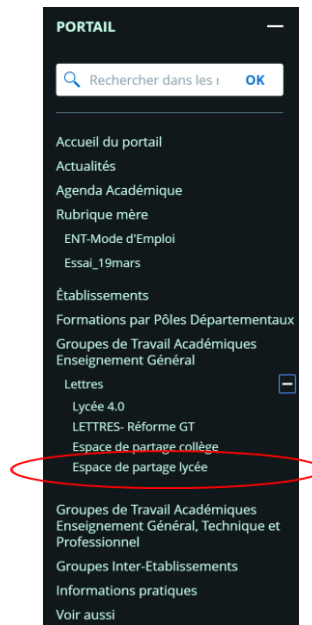 PORTAIL
Rechercher dans les r
OK
Accueil du portail
Actualités
Agenda Académique
Rubrique mère
ENT-Mode d'Emploi
Essai_19mars
Établissements
Formations par Pôles Départementaux
Groupes de Travail Académiques
Enseignement Général
Lettres
Lycée 4.0
LETTRES- Réforme GT
Espace de partage collège
Espace de partage lycée
Groupes de Travail Académiques
Enseignement Général, Technique et
Professionnel
Groupes Inter-Etablissements
Informations pratiques
Voir aussi